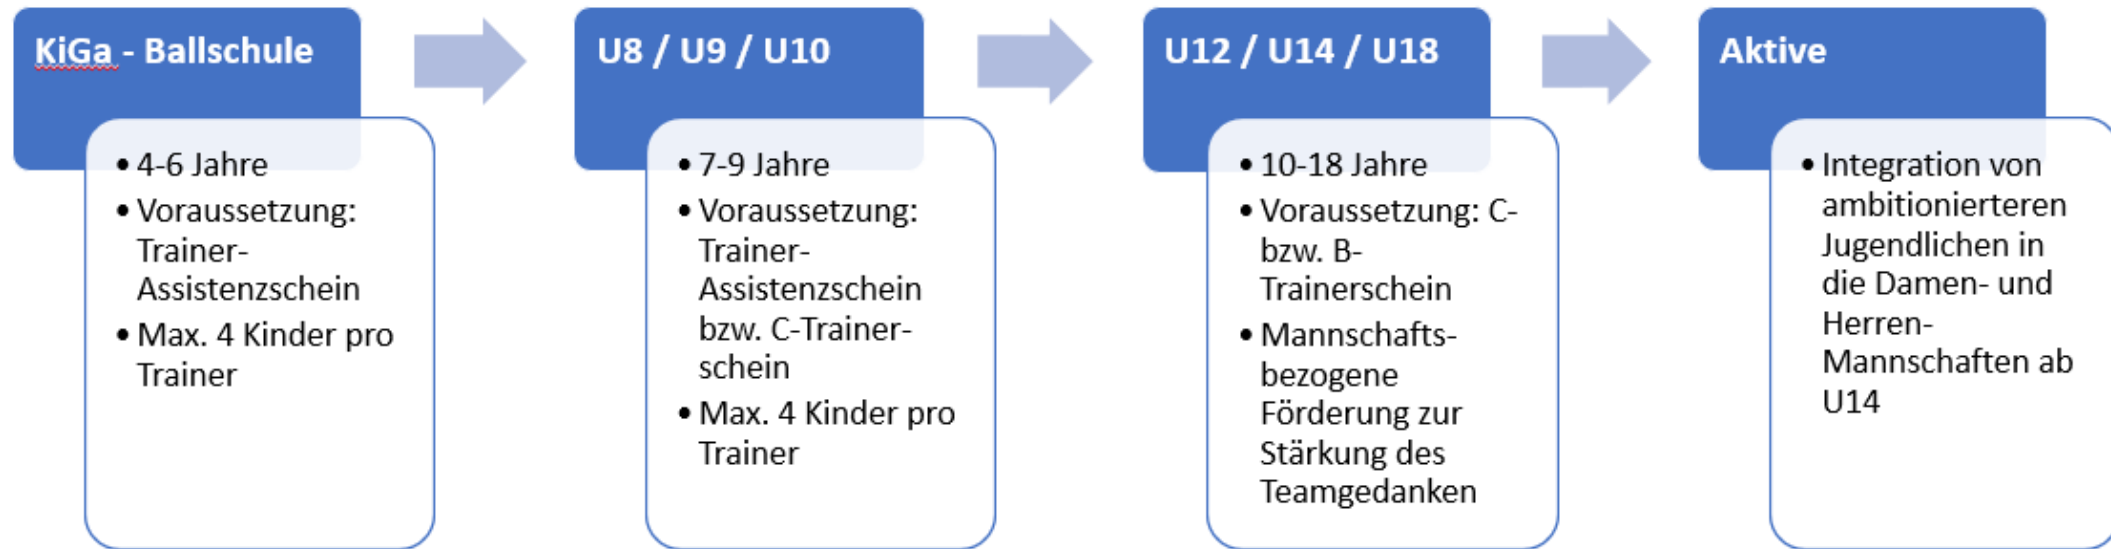 KiGa - Ballschule
• 4-6 Jahre
• Voraussetzung:
Trainer-
Assistenzschein
• Max. 4 Kinder pro
Trainer
U8 / U9 / U10
• 7-9 Jahre
• Voraussetzung:
Trainer-
Assistenzschein
bzw. C-Trainer-
schein
• Max. 4 Kinder pro
Trainer
U12 / U14 / U18
• 10-18 Jahre
• Voraussetzung: C-
bzw. B-
Trainerschein
• Mannschafts-
bezogene
Förderung zur
Stärkung des
Teamgedanken
Aktive
• Integration von
ambitionierteren
Jugendlichen in
die Damen- und
Herren-
Mannschaften ab
U14